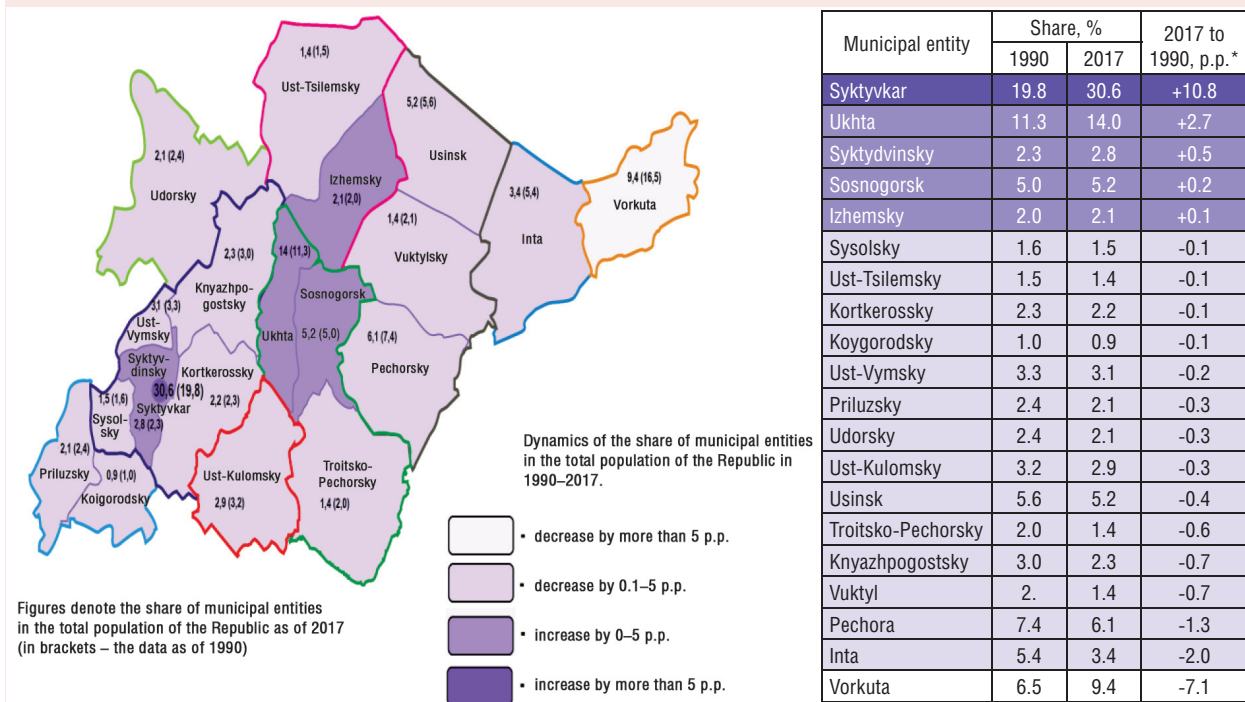 1,4 (1,5)
Ust-Tsilemsky
5,2 (5,6)
Usinsk
2,1 (2,4)
Udorsky
Izhemsky
2,1 (2,0)
3,4 (5,4)
Inta
9,4 (16,5)
Vorkuta
1,4 (2,1)
Vuktylsky
2,3 (3,0)
Knyazhpo-
gostsky
14 (11,3)
Ukhta
Sosnogorsk
5,2 (5,0)
6,1 (7,4)
Pechorsky
3,1 (3,3)
Ust-
Vymsky
Syktyv-
dinsky
Kortkerossky
30,6 (19,8)
2,2 (2,3)
1,5 (1,6)
Sysol-
sky
Syktyvkar
2,8 (2,3)
2,1 (2,4)
Priluzsky
0,9 (1,0)
Koigorodsky
Ust-Kulomsky
2,9 (3,2)
Troitsko-
Pechorsky
1,4 (2,0)
Dynamics of the share of municipal entities
in the total population of the Republic in
1990–2017.
- decrease by more than 5 p.p.
- decrease by 0.1–5 p.p.
- increase by 0–5 p.p.
- increase by more than 5 p.p.
Figures denote the share of municipal entities
in the total population of the Republic as of 2017
(in brackets – the data as of 1990)
Municipal entity Share, % 2017 to
1990 2017 1990, p.p.*
Syktyvkar 19.8 30.6 +10.8
Ukhta 11.3 14.0 +2.7
Syktydvinsky 2.3 2.8 +0.5
Sosnogorsk 5.0 5.2 +0.2
Izhemsky 2.0 2.1 +0.1
Sysolsky 1.6 1.5 -0.1
Ust-Tsilemsky 1.5 1.4 -0.1
Kortkerossky 2.3 2.2 -0.1
Koygorodsky 1.0 0.9 -0.1
Ust-Vymsky 3.3 3.1 -0.2
Priluzsky 2.4 2.1 -0.3
Udorsky 2.4 2.1 -0.3
Ust-Kulomsky 3.2 2.9 -0.3
Usinsk 5.6 5.2 -0.4
Troitsko-Pechorsky 2.0 1.4 -0.6
Knyazhpogostsky 3.0 2.3 -0.7
Vuktyl 2. 1.4 -0.7
Pechora 7.4 6.1 -1.3
Inta 5.4 3.4 -2.0
Vorkuta 6.5 9.4 -7.1